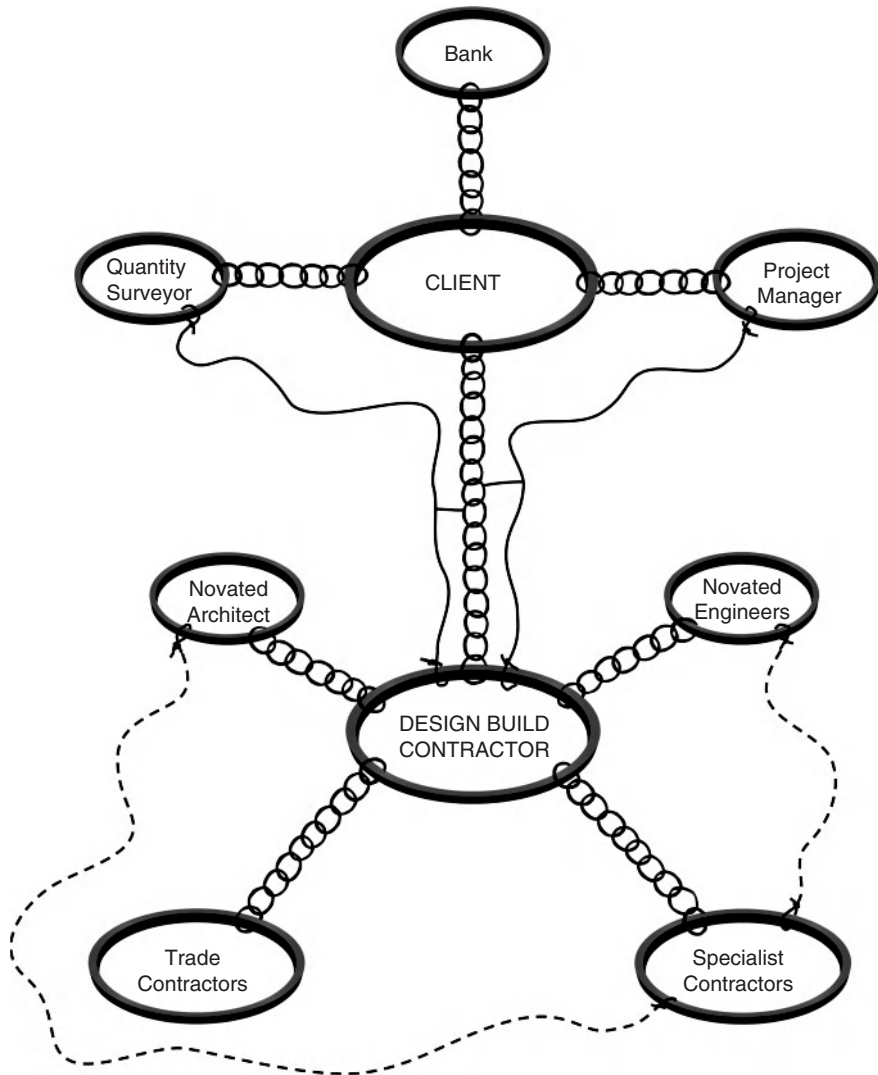 Bank
Quantity
Surveyor
CLIENT
Project
Manager
Novated
Architect
Novated
Engineers
DESIGN BUILD
CONTRACTOR
Trade
Contractors
Specialist
Contractors